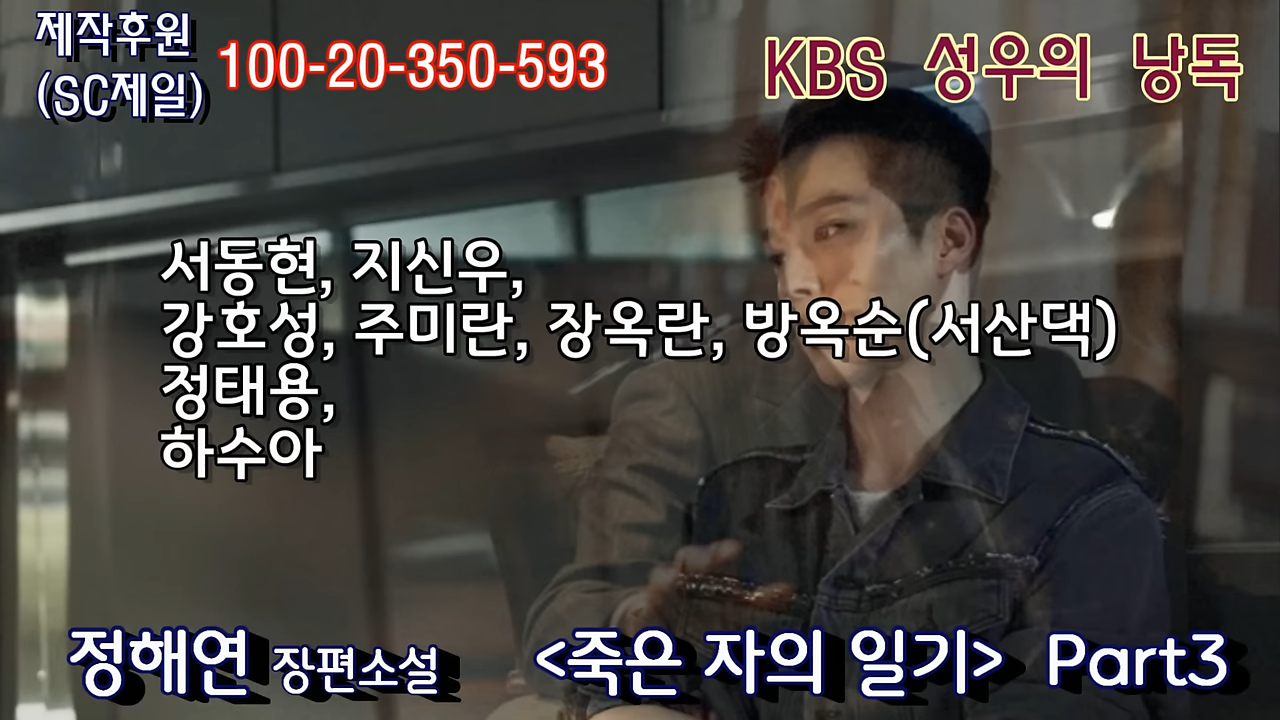 제작후원
(SC제일)
100-20-350-593
KBS 성우의 낭독
서동현, 지신우,
강호성, 주미란, 장옥란, 방옥순(서산댁)
정태용,
하수아
정해연 장편소설 <죽은 자의 일기> Part3